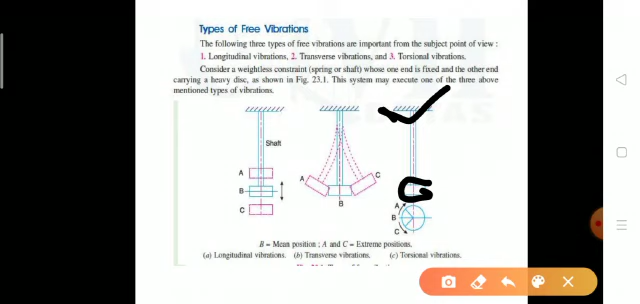 Types of Free Vibrations
The following three types of free vibrations are important from the subject point of view :
1. Longitudinal vibrations, 2. Transverse vibrations, and 3. Torsional vibrations.
Consider a weightless constraint (spring or shaft) whose one end is fixed and the other end
carrying a heavy disc, as shown in Fig. 23.1. This system may execute one of the three above
mentioned types of vibrations.
Shaft
A
B
C
A
B
C
A
B
C
B = Mean position ; A and C = Extreme positions.
(a) Longitudinal vibrations. (b) Transverse vibrations. (c) Torsional vibrations.